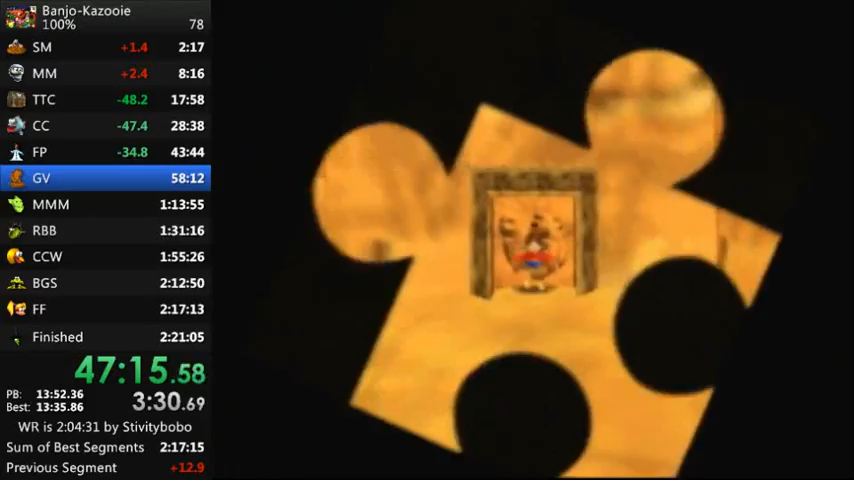 Banjo-Kazooie
100% 78
SM +1.4 2:17
MM +2.4 8:16
TTC -48.2 17:58
CC -47.4 28:38
FP -34.8 43:44
GV 58:12
MMM 1:13:55
RBB 1:31:16
CCW 1:55:26
BGS 2:12:50
FF 2:17:13
Finished 2:21:05
47:15.58
PB: 13:52.36
Best: 13:35.86
3:30.69
WR is 2:04:31 by Stivitybobo
Sum of Best Segments 2:17:15
Previous Segment +12.9